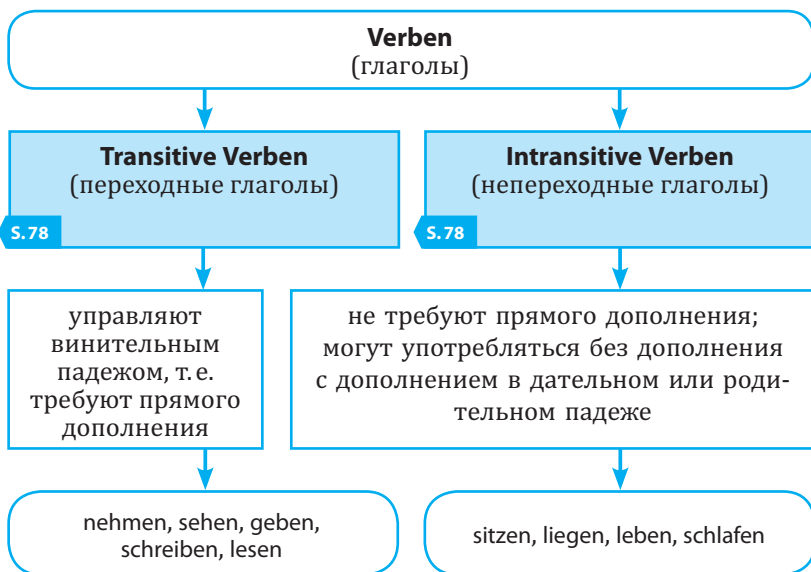 Verben
(глаголы)
Transitive Verben
(переходные глаголы)
S. 78
Intransitive Verben
(непереходные глаголы)
S. 78
управляют
винительным
падежом, т. е.
требуют прямого
дополнения
не требуют прямого дополнения;
могут употребляться без дополнения
с дополнением в дательном или роди-
тельном падеже
nehmen, sehen, geben,
schreiben, lesen
sitzen, liegen, leben, schlafen